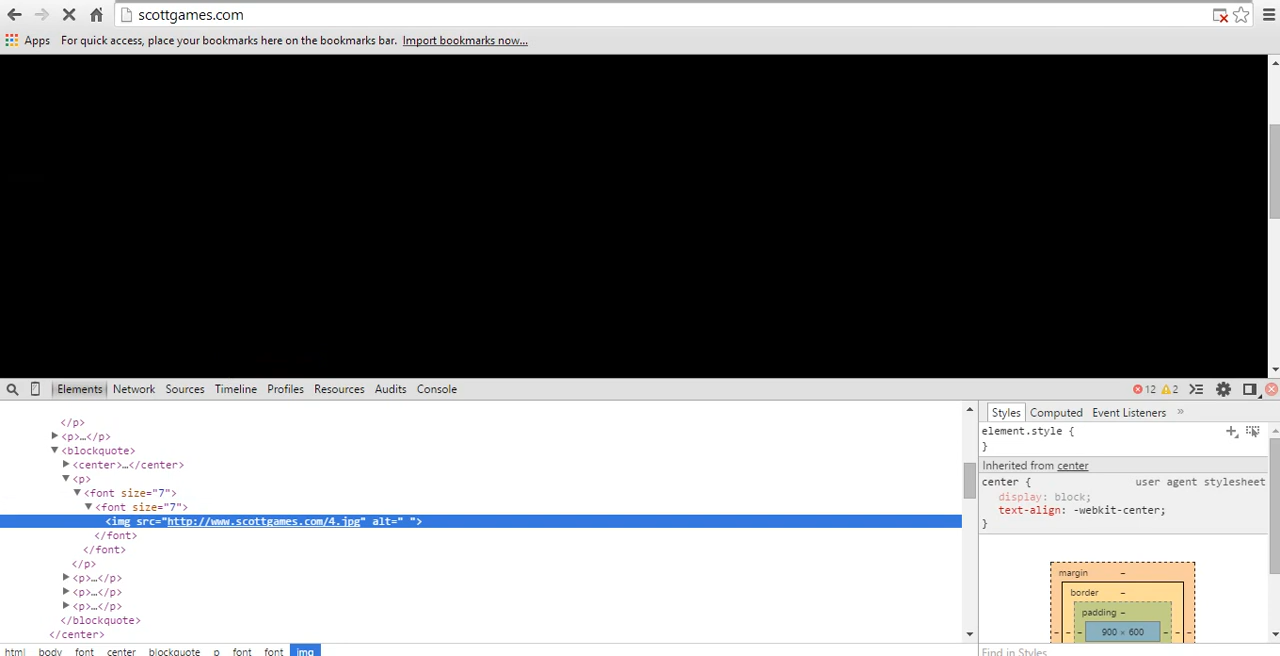 scottgames.com
Apps For quick access, place your bookmarks here on the bookmarks bar. Import bookmarks now...
Elements Network Sources Timeline Profiles Resources Audits Console 12 2
</p>
<p>…</p>
<blockquote>
<center>…</center>
<p>
<font size="7">
<font size="7">
<img src="http://www.scottgames.com/4.jpg" alt=" ">
</font>
</font>
</p>
<p>…</p>
<p>…</p>
<p>…</p>
</blockquote>
</center>
html body font center blockquote p font font img
Styles Computed Event Listeners »
element.style {
}
Inherited from center
center { user agent stylesheet
display: block;
text-align: -webkit-center;
}
margin –
border –
padding –
– – – 900 × 600 – – –
Find in Styles